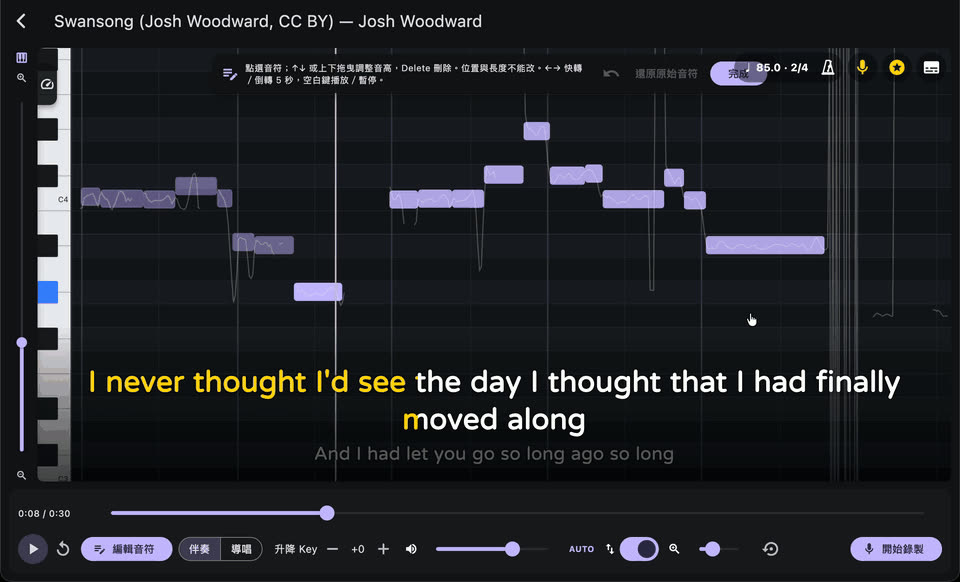 Swansong (Josh Woodward, CC BY) — Josh Woodward
點選音符；↑↓ 或上下拖曳調整音高，Delete 刪除。位置與長度不能改。←→ 快轉
/ 倒轉 5 秒，空白鍵播放 / 暫停。
還原原始音符
完成
85.0 · 2/4
C4
I never thought I'd see the day I thought that I had finally
moved along
And I had let you go so long ago so long
0:08 / 0:30
編輯音符
伴奏
導唱
升降 Key
+0
AUTO
開始錄製